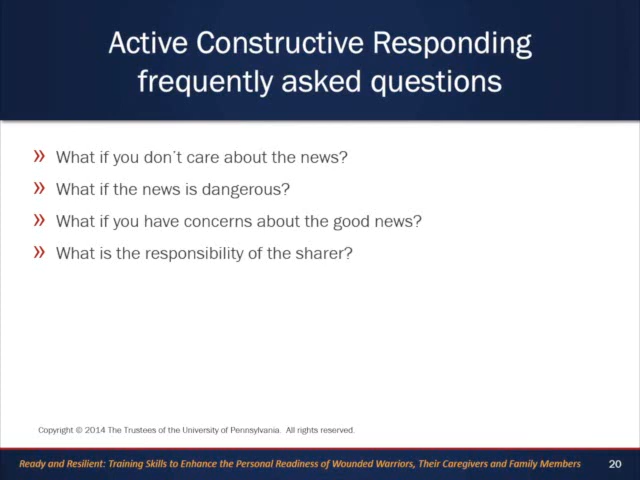 Active Constructive Responding
frequently asked questions
» What if you don't care about the news?
» What if the news is dangerous?
» What if you have concerns about the good news?
» What is the responsibility of the sharer?
Copyright © 2014 The Trustees of the University of Pennsylvania. All rights reserved.
Ready and Resilient: Training Skills to Enhance the Personal Readiness of Wounded Warriors, Their Caregivers and Family Members 20